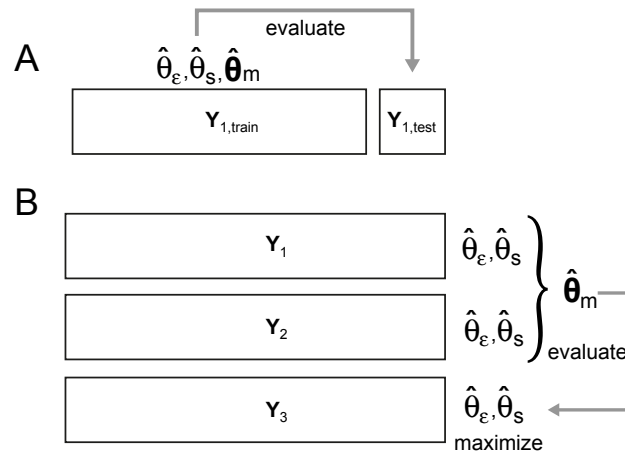 evaluate
A
θ̂ε,θ̂s,θ̂m
Y1,train
Y1,test
B
Y1
θ̂ε,θ̂s
Y2
θ̂ε,θ̂s
θ̂m
evaluate
Y3
θ̂ε,θ̂s
maximize